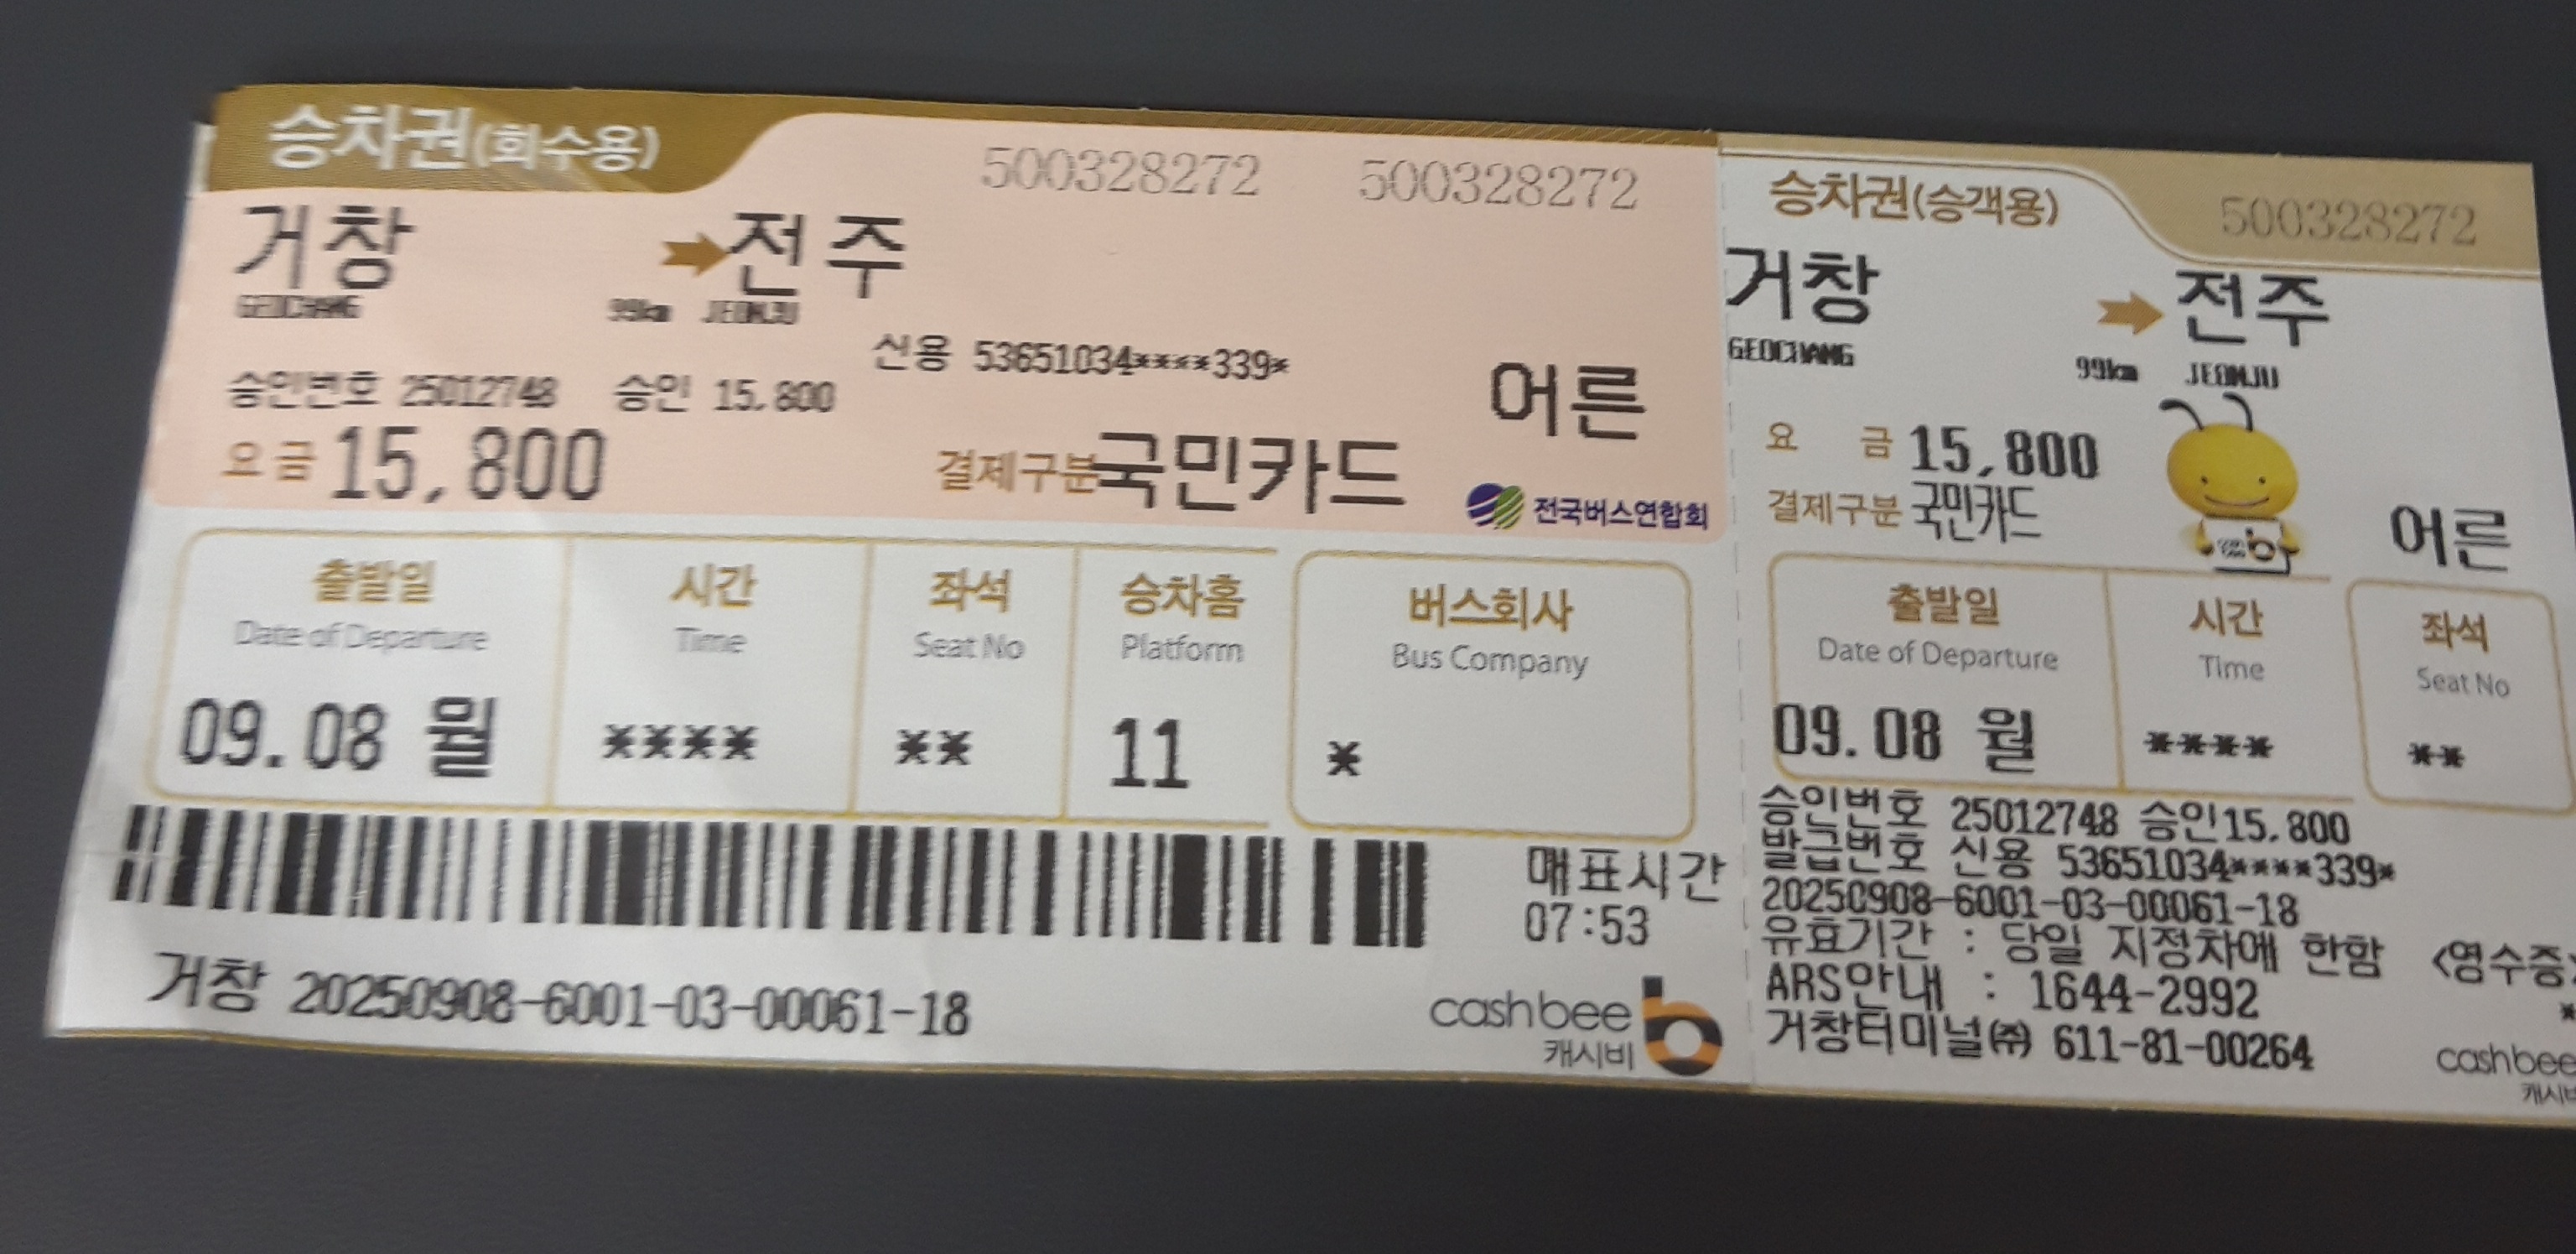 승차권(회수용)
500328272 500328272
거창 전주
GEOCHANG 99km JEONJU
신용 53651034****339*
승인번호 25012748 승인 15,800
어른
요금 15,800 결제구분 국민카드
전국버스연합회
출발일 시간 좌석 승차홈 버스회사
Date of Departure Time Seat No Platform Bus Company
09.08 월 **** ** 11 *
매표시간
07:53
거창 20250908-6001-03-00061-18
cashbee b
캐시비
승차권(승객용)
500328272
거창 전주
GEOCHANG 99km JEONJU
요 금 15,800
결제구분 국민카드
어른
출발일 시간 좌석
Date of Departure Time Seat No
09.08 월 **** **
승인번호 25012748 승인15,800
발급번호 신용 53651034****339*
20250908-6001-03-00061-18
유효기간 : 당일 지정차에 한함 <영수증>
ARS안내 : 1644-2992
*
거창터미널㈜ 611-81-00264
cashbee
캐시비